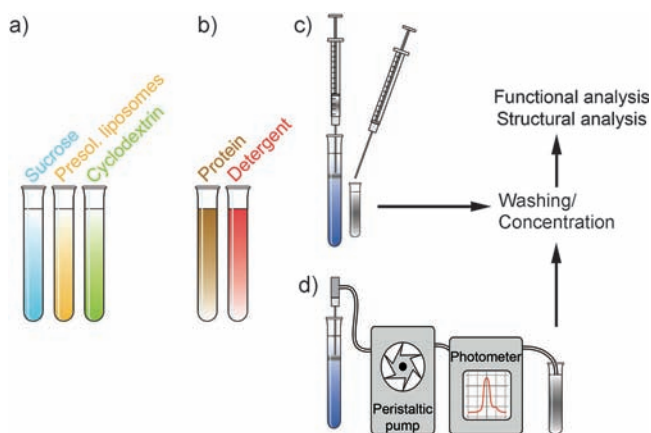 a)
Sucrose
Presol. liposomes
Cyclodextrin
b)
Protein
Detergent
c)
Functional analysis
Structural analysis
Washing/
Concentration
d)
Peristaltic
pump
Photometer